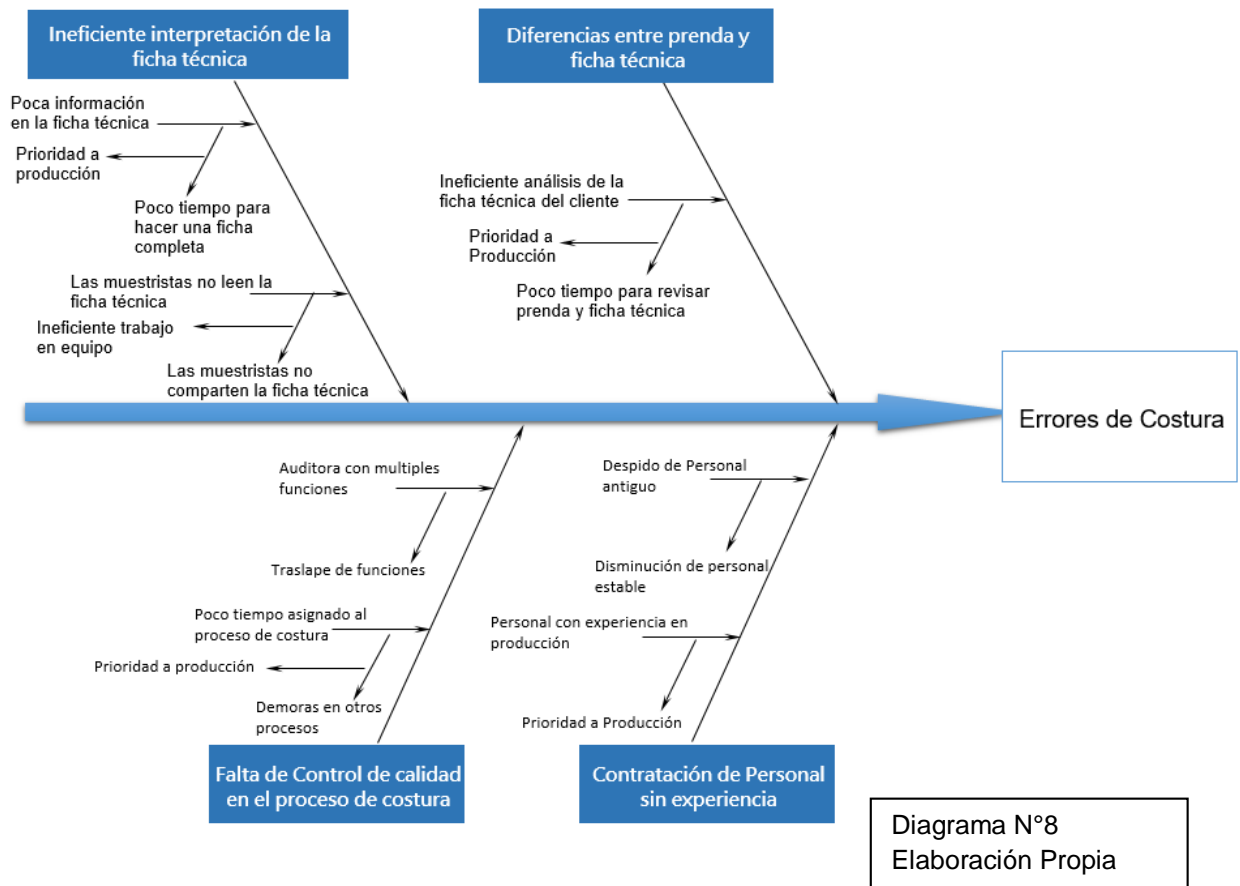 Ineficiente interpretación de la
ficha técnica
Diferencias entre prenda y
ficha técnica
Poca información
en la ficha técnica
Prioridad a
producción
Poco tiempo para
hacer una ficha
completa
Las muestristas no leen la
ficha técnica
Ineficiente trabajo
en equipo
Las muestristas no
comparten la ficha técnica
Ineficiente análisis de la
ficha técnica del cliente
Prioridad a
Producción
Poco tiempo para revisar
prenda y ficha técnica
Errores de Costura
Auditora con multiples
funciones
Traslape de funciones
Poco tiempo asignado al
proceso de costura
Prioridad a producción
Demoras en otros
procesos
Despido de Personal
antiguo
Disminución de personal
estable
Personal con experiencia en
producción
Prioridad a Producción
Falta de Control de calidad
en el proceso de costura
Contratación de Personal
sin experiencia
Diagrama N°8
Elaboración Propia